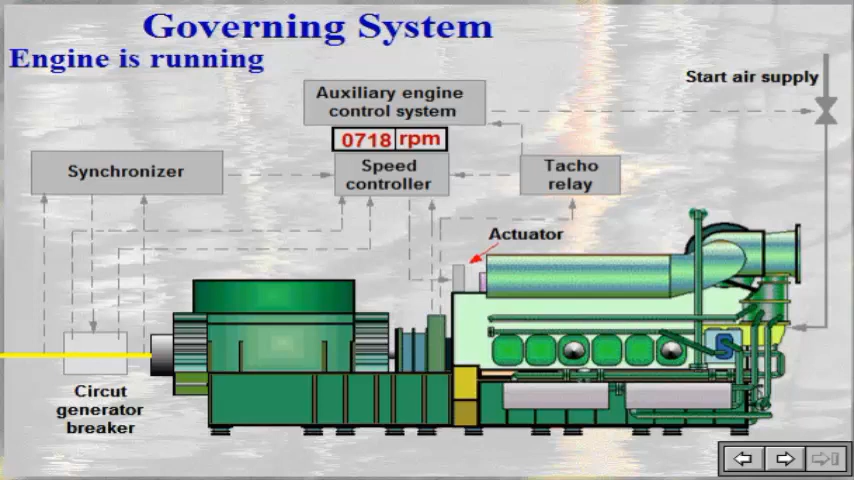 Governing System
Engine is running
Start air supply
Auxiliary engine
control system
0718 rpm
Synchronizer
Speed
controller
Tacho
relay
Actuator
Circut
generator
breaker